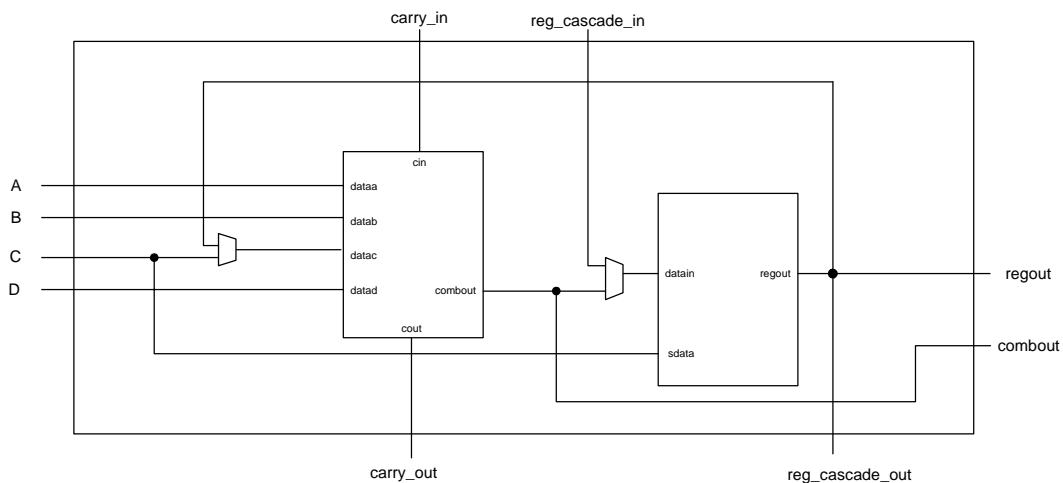 carry_in
reg_cascade_in
cin
A
dataa
B
datab
C
datac
D
datad
combout
cout
datain
regout
sdata
regout
combout
carry_out
reg_cascade_out